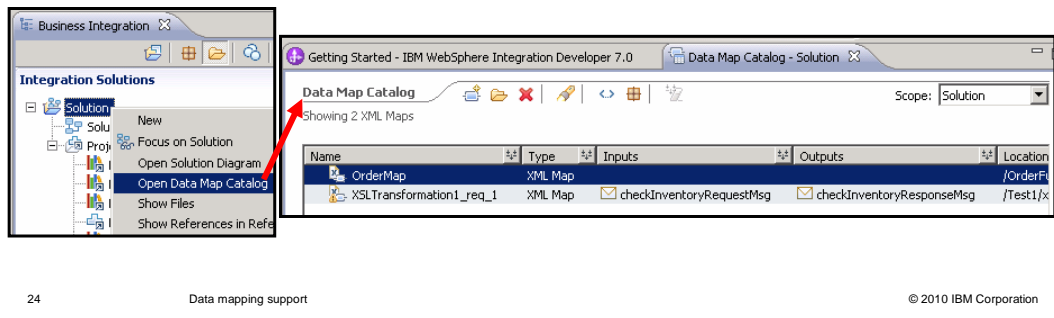 Business Integration
Integration Solutions
Solution
Solu
Proj
New
Focus on Solution
Open Solution Diagram
Open Data Map Catalog
Show Files
Show References in Refe
Getting Started - IBM WebSphere Integration Developer 7.0
Data Map Catalog - Solution
Data Map Catalog
Scope: Solution
Showing 2 XML Maps
Name Type Inputs Outputs Location
OrderMap XML Map /OrderFu
XSLTransformation1_req_1 XML Map checkInventoryRequestMsg checkInventoryResponseMsg /Test1/x
24 Data mapping support © 2010 IBM Corporation